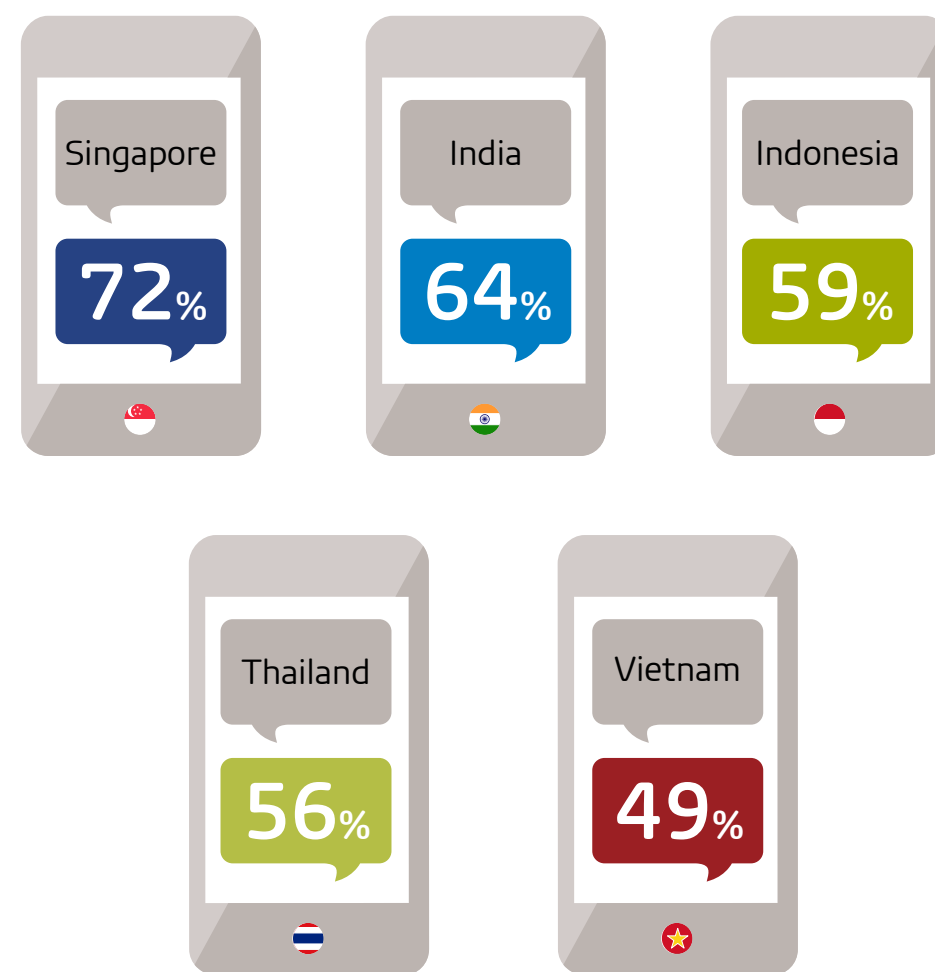 Singapore
72%
India
64%
Indonesia
59%
Thailand
56%
Vietnam
49%